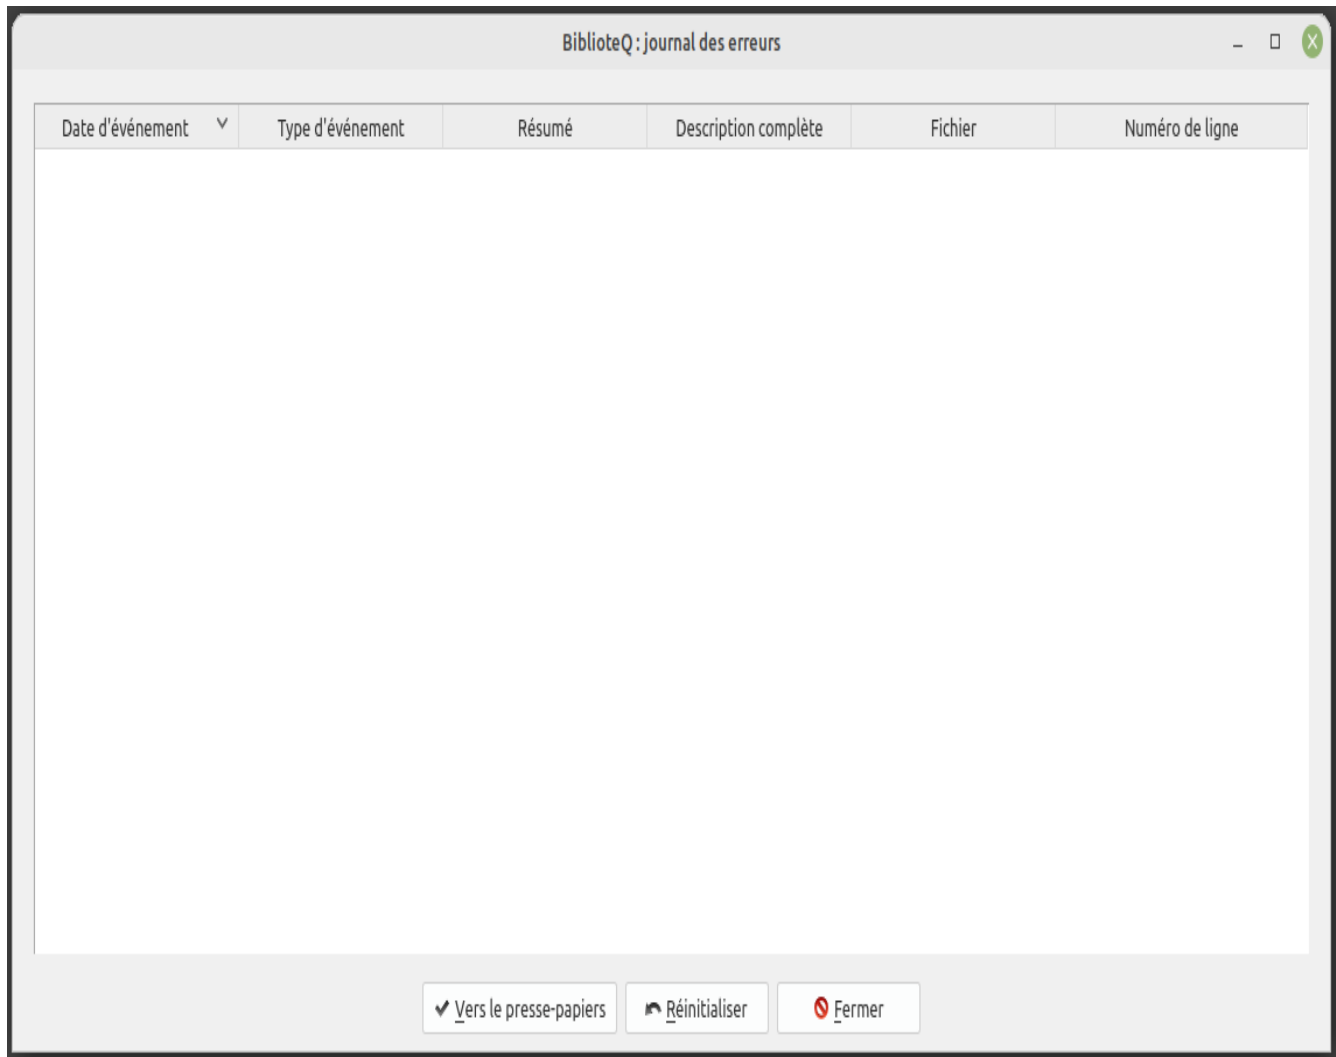 BiblioteQ : journal des erreurs
Date d'événement Type d'événement Résumé Description complète Fichier Numéro de ligne
Vers le presse-papiers Réinitialiser Fermer